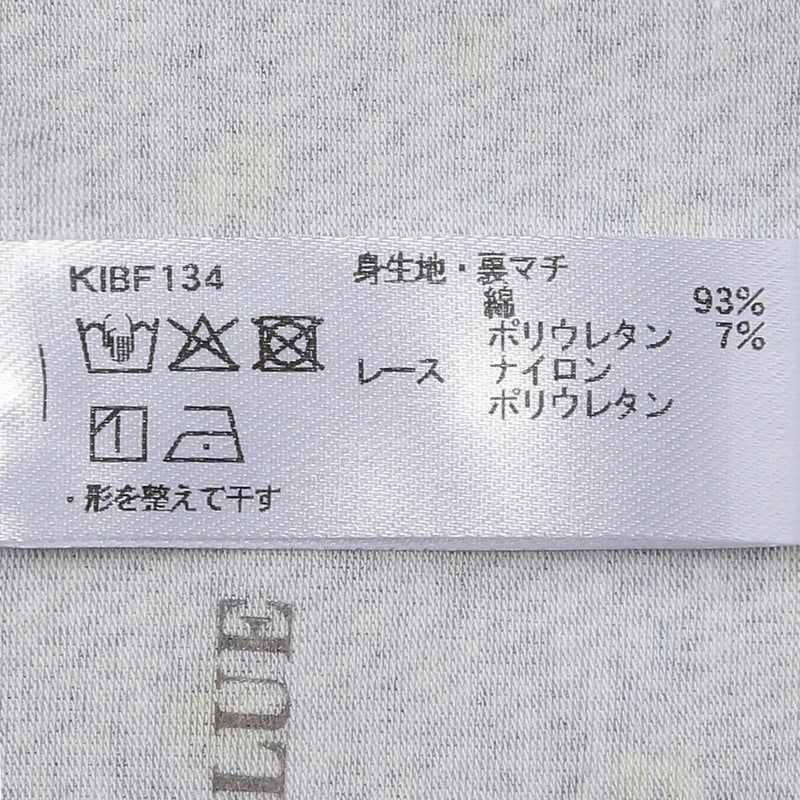 KIBF134
身生地・裏マチ
綿 93%
ポリウレタン 7%
レース ナイロン
ポリウレタン
・形を整えて干す
LUE